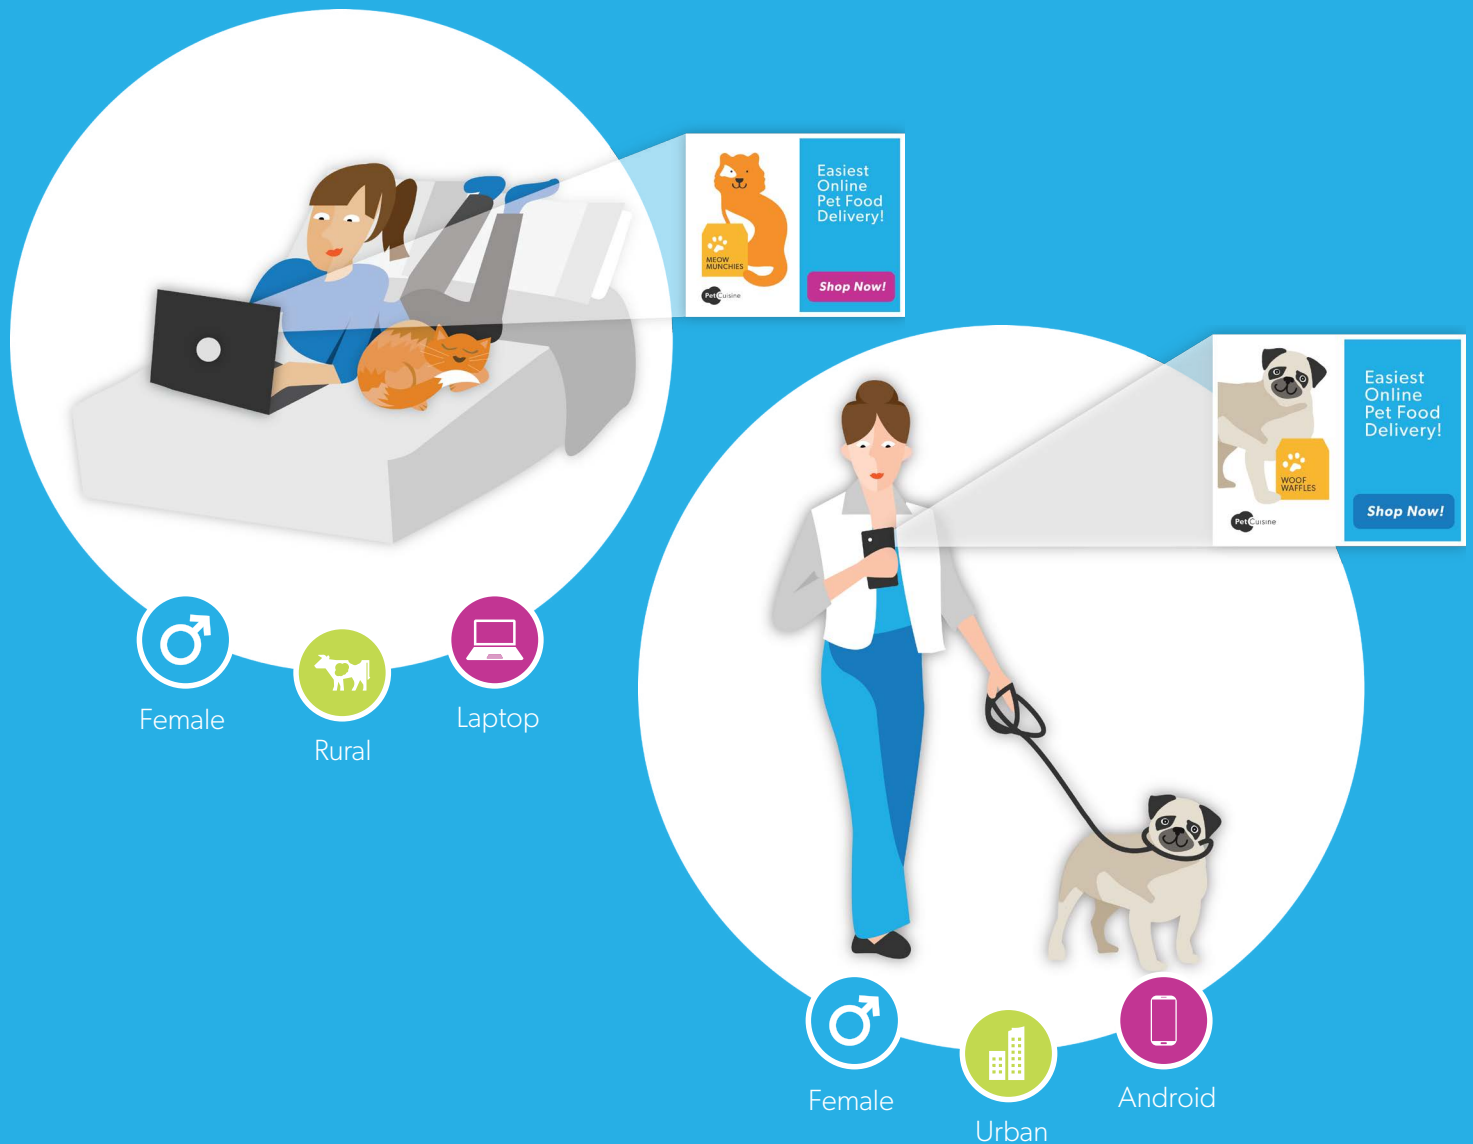 Easiest
Online
Pet Food
Delivery!
MEOW
MUNCHIES
PetCuisine
Shop Now!
Easiest
Online
Pet Food
Delivery!
WOOF
WAFFLES
PetCuisine
Shop Now!
Female
Rural
Laptop
Female
Urban
Android